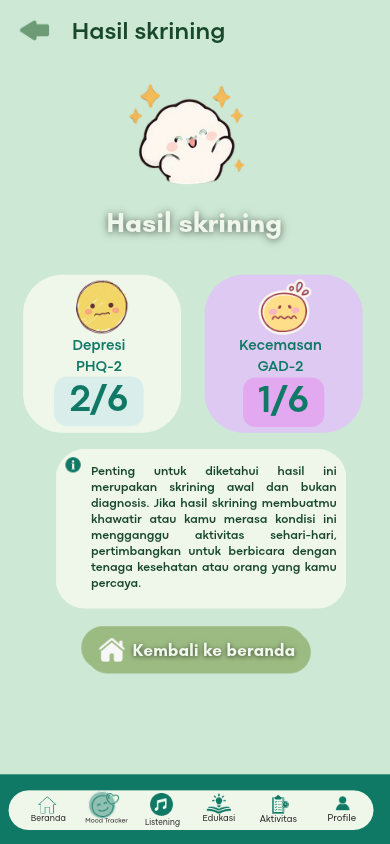 Hasil skrining
Hasil skrining
Depresi
PHQ-2
2/6
Kecemasan
GAD-2
1/6
Penting untuk diketahui hasil ini
merupakan skrining awal dan bukan
diagnosis. Jika hasil skrining membuatmu
khawatir atau kamu merasa kondisi ini
mengganggu aktivitas sehari-hari,
pertimbangkan untuk berbicara dengan
tenaga kesehatan atau orang yang kamu
percaya.
Kembali ke beranda
Beranda
Mood Tracker
Listening
Edukasi
Aktivitas
Profile